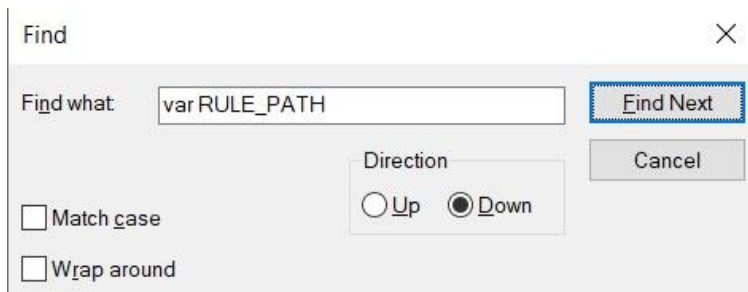 Find
Find what: var RULE_PATH Find Next
Direction Cancel
Up Down
Match case
Wrap around